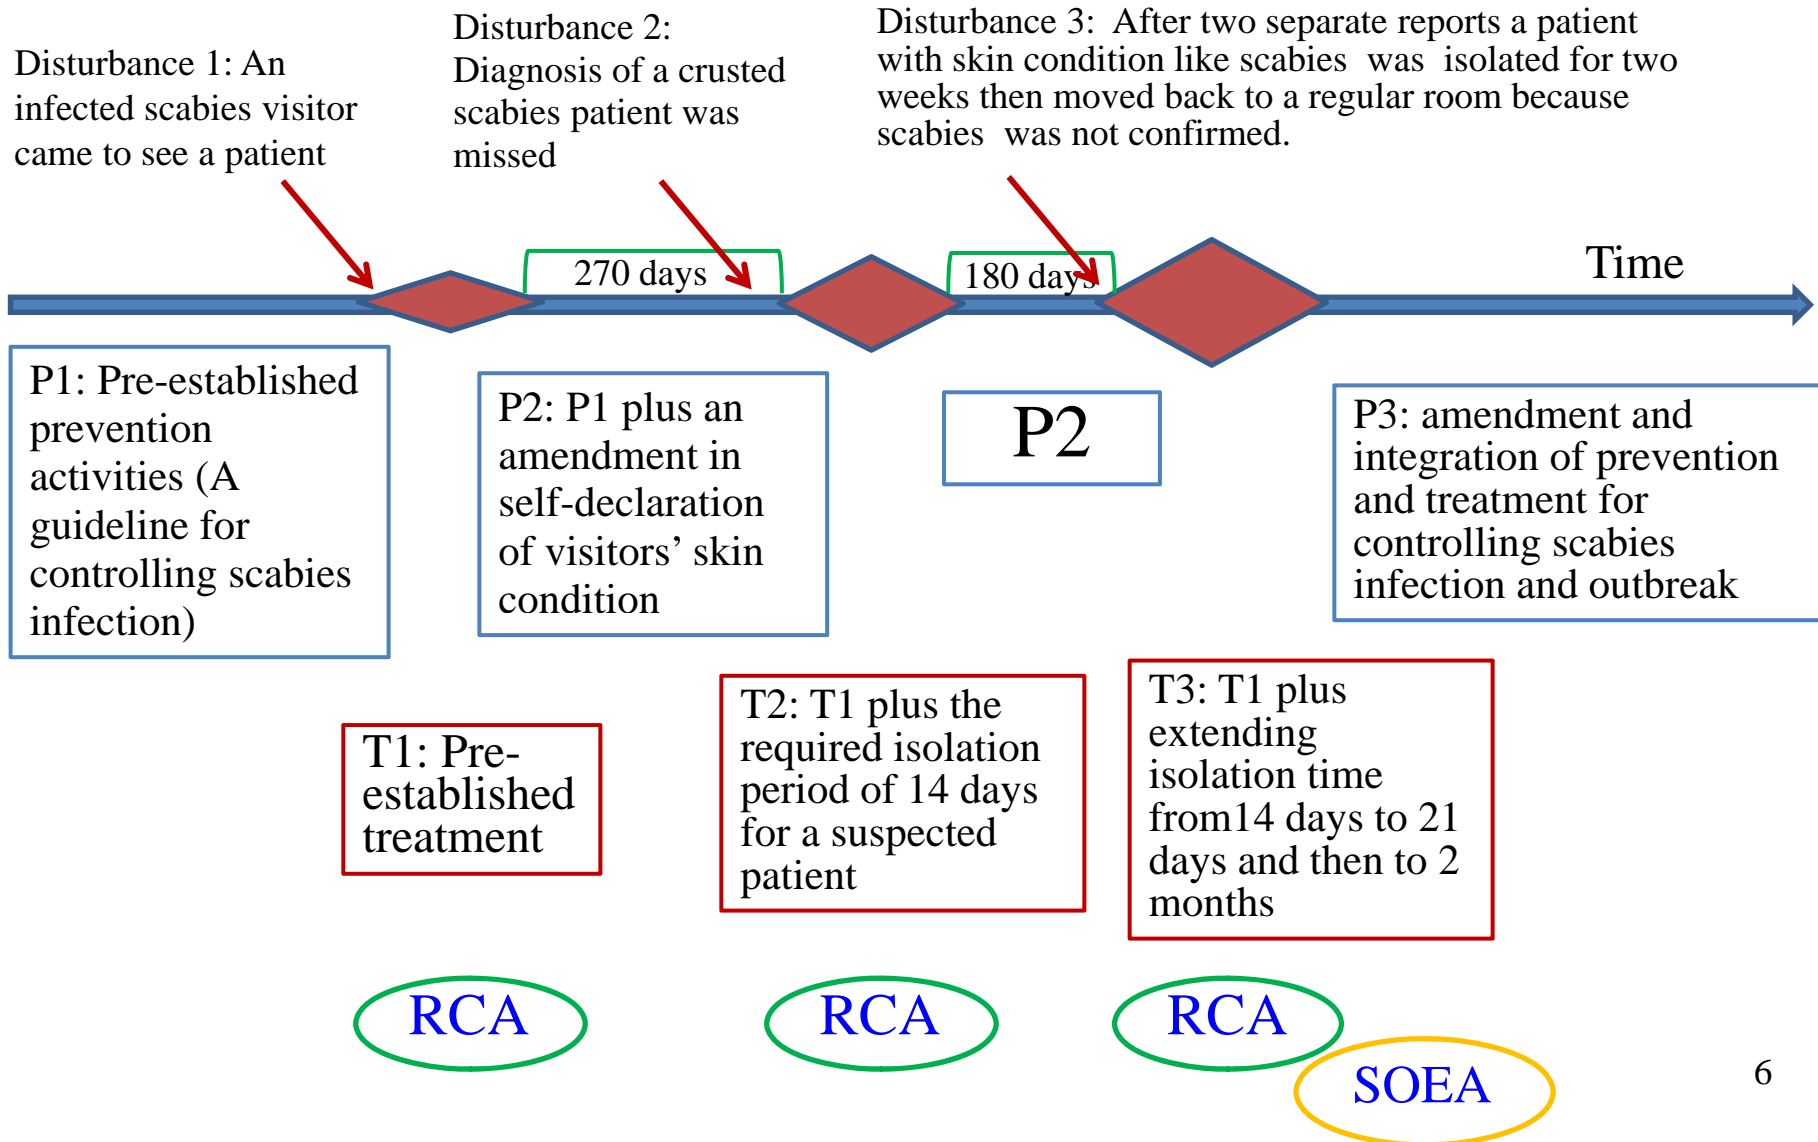 Disturbance 1: An
infected scabies visitor
came to see a patient
Disturbance 2:
Diagnosis of a crusted
scabies patient was
missed
Disturbance 3: After two separate reports a patient
with skin condition like scabies was isolated for two
weeks then moved back to a regular room because
scabies was not confirmed.
270 days
180 days
Time
P1: Pre-established
prevention
activities (A
guideline for
controlling scabies
infection)
P2: P1 plus an
amendment in
self-declaration
of visitors’ skin
condition
P2
P3: amendment and
integration of prevention
and treatment for
controlling scabies
infection and outbreak
T1: Pre-
established
treatment
T2: T1 plus the
required isolation
period of 14 days
for a suspected
patient
T3: T1 plus
extending
isolation time
from14 days to 21
days and then to 2
months
RCA
RCA
RCA
SOEA
6